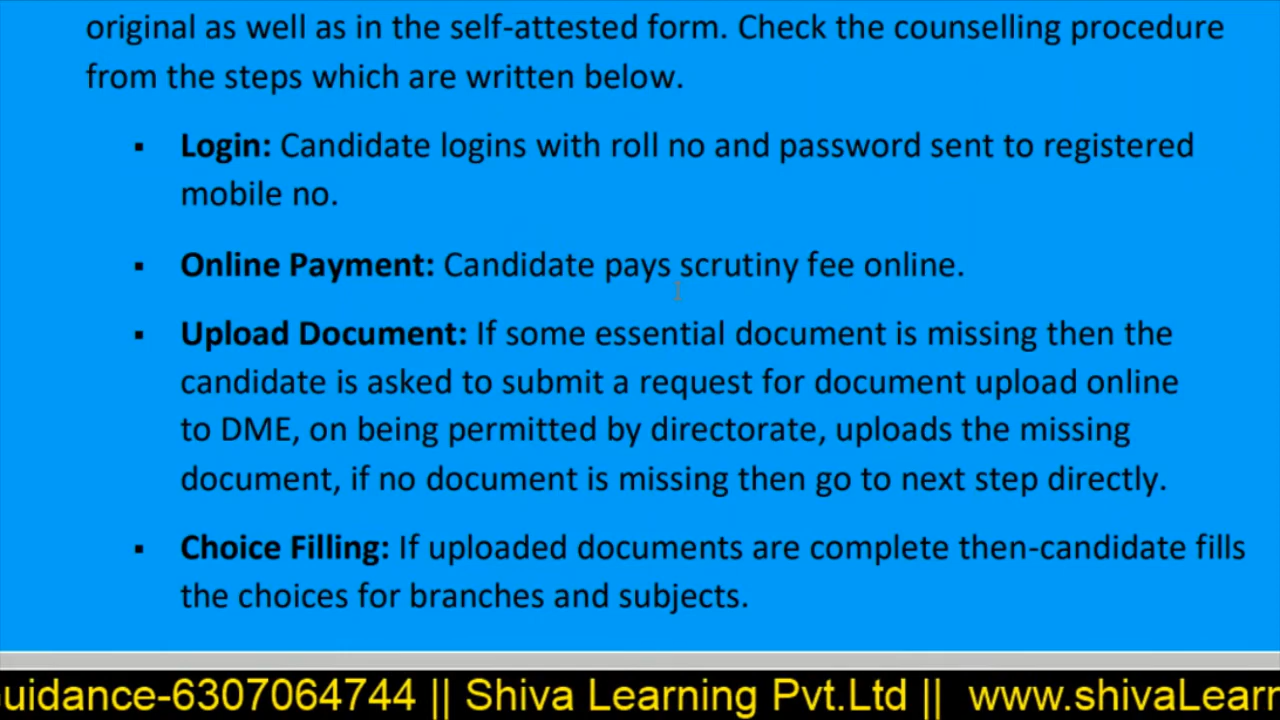 original as well as in the self-attested form. Check the counselling procedure
from the steps which are written below.
▪ Login: Candidate logins with roll no and password sent to registered
mobile no.
▪ Online Payment: Candidate pays scrutiny fee online.
▪ Upload Document: If some essential document is missing then the
candidate is asked to submit a request for document upload online
to DME, on being permitted by directorate, uploads the missing
document, if no document is missing then go to next step directly.
▪ Choice Filling: If uploaded documents are complete then-candidate fills
the choices for branches and subjects.
uidance-6307064744 || Shiva Learning Pvt.Ltd || www.shivaLearn